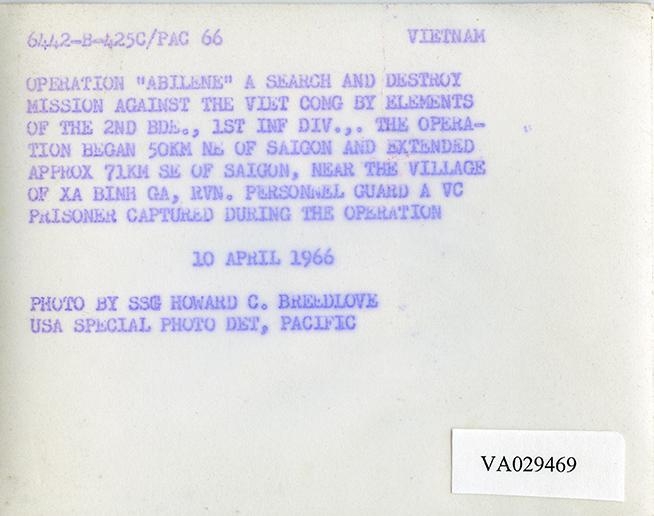 6442-B-425C/PAC 66 VIETNAM
OPERATION "ABILENE" A SEARCH AND DESTROY
MISSION AGAINST THE VIET CONG BY ELEMENTS
OF THE 2ND BDE., 1ST INF DIV.,. THE OPERA-
TION BEGAN 50KM NE OF SAIGON AND EXTENDED
APPROX 71KM SE OF SAIGON, NEAR THE VILLAGE
OF XA BINH GA, RVN. PERSONNEL GUARD A VC
PRISONER CAPTURED DURING THE OPERATION
10 APRIL 1966
PHOTO BY SSG HOWARD C. BREEDLOVE
USA SPECIAL PHOTO DET, PACIFIC
VA029469